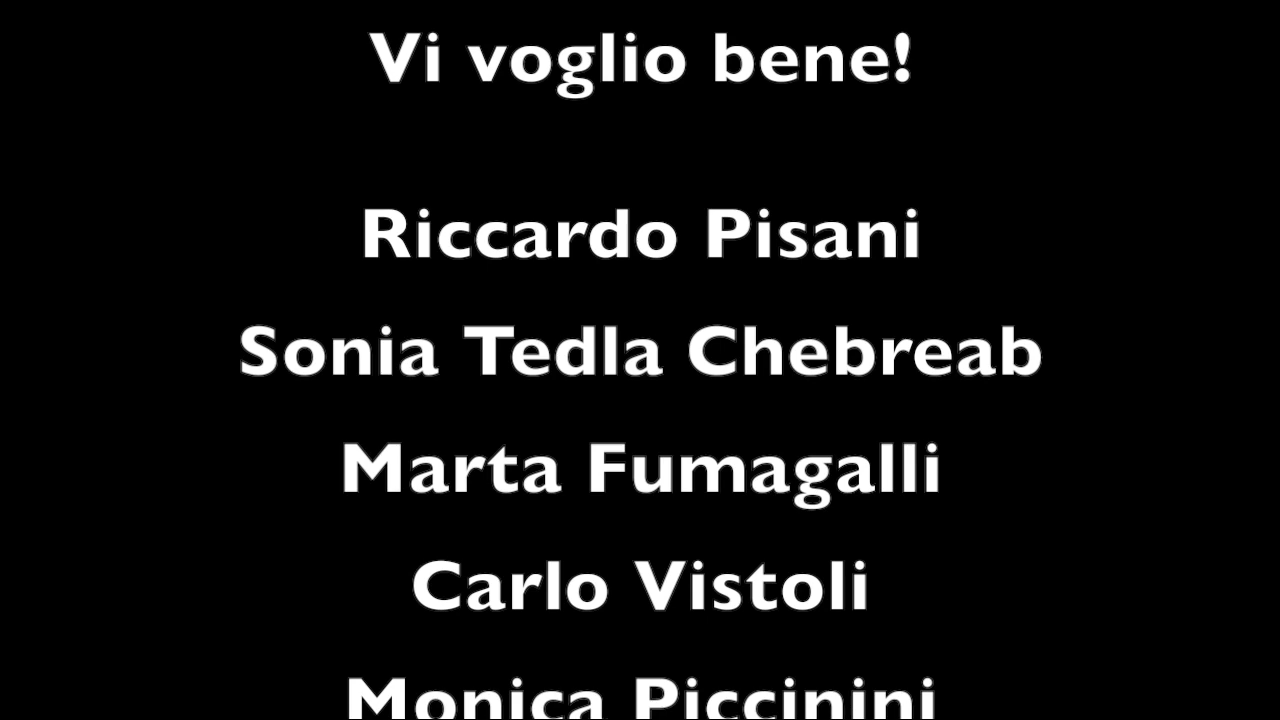 Vi voglio bene!
Riccardo Pisani
Sonia Tedla Chebreab
Marta Fumagalli
Carlo Vistoli
Monica Piccinini